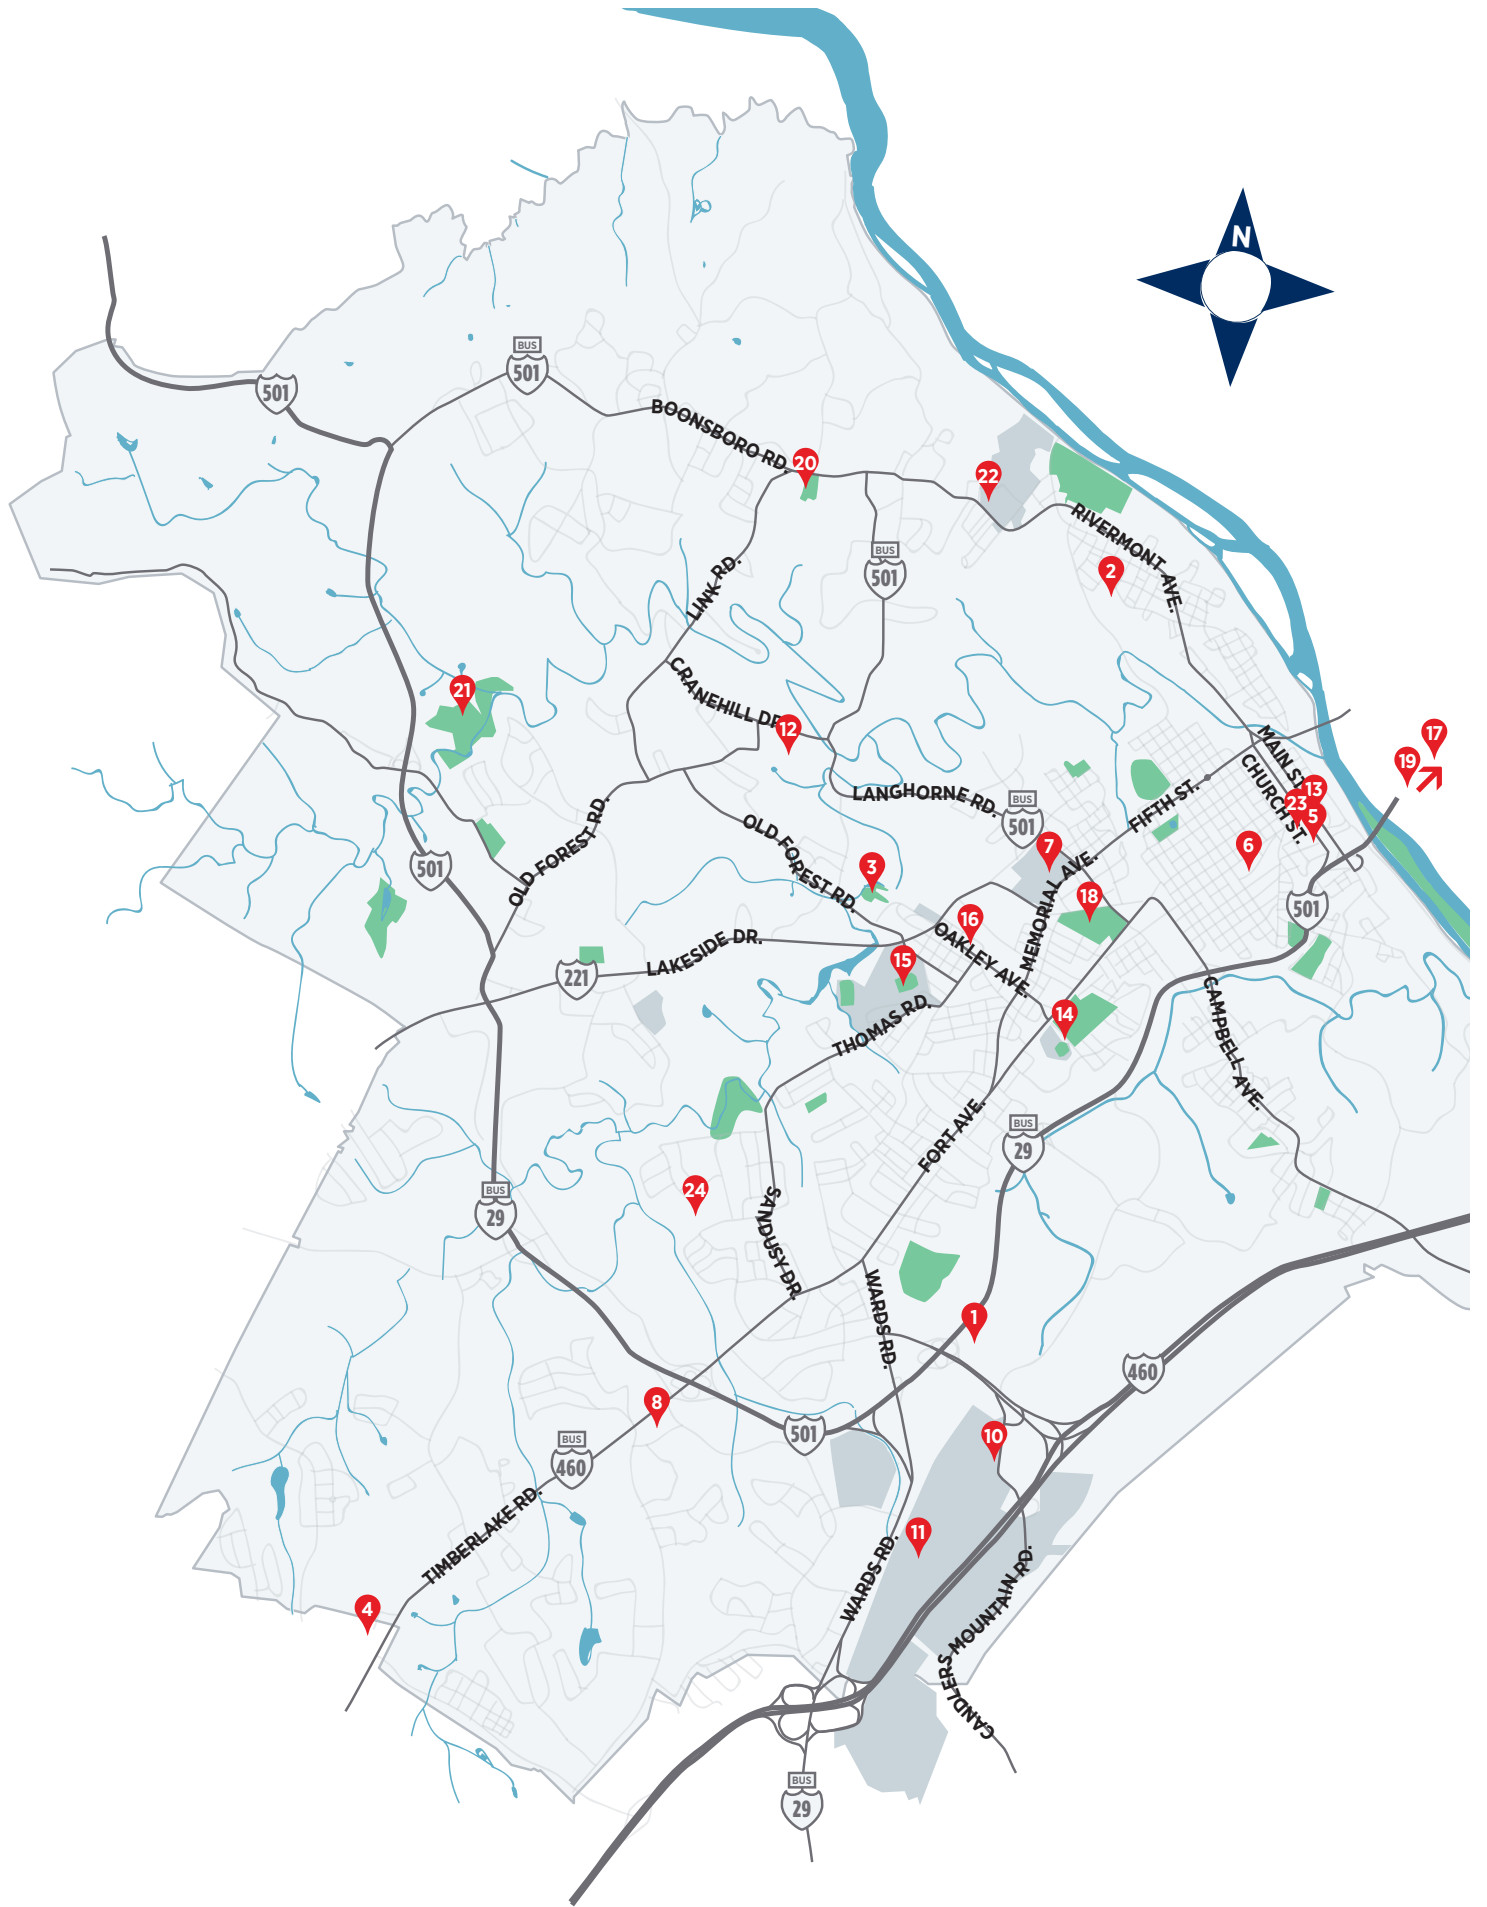 N
501
BUS
501
BOONSBORO RD.
20
22
RIVERMONT AVE.
BUS
501
2
LINK RD.
CRANEHILL DR.
21
12
17
19
MAIN ST.
CHURCH ST.
13
23
5
FIFTH ST.
LANGHORNE RD.
BUS
501
OLD FOREST RD.
OLD FOREST RD.
7
6
3
501
MEMORIAL AVE.
18
501
16
OAKLEY AVE.
LAKESIDE DR.
15
221
THOMAS RD.
14
CAMPBELL AVE.
FORT AVE.
BUS
29
24
BUS
29
SANDUSY DR.
WARDS RD.
1
460
8
501
10
BUS
460
TIMBERLAKE RD.
11
WARDS RD.
CANDLERS MOUNTAIN RD.
4
BUS
29